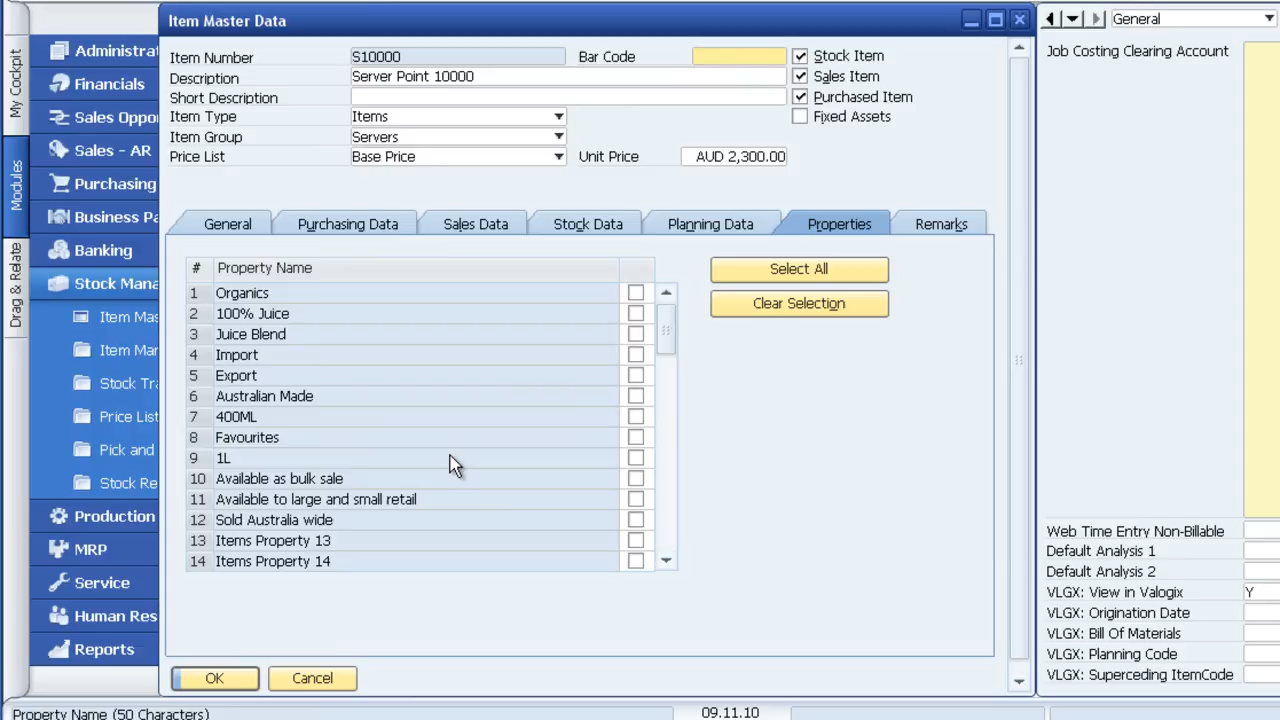 Item Master Data
General
My Cockpit
Modules
Drag & Relate
Administrat
Financials
Sales Oppo
Sales - AR
Purchasing
Business Pa
Banking
Stock Mana
Item Mas
Item Mar
Stock Tra
Price List
Pick and
Stock Re
Production
MRP
Service
Human Res
Reports
Item Number S10000 Bar Code Stock Item
Description Server Point 10000 Sales Item
Short Description Purchased Item
Item Type Items Fixed Assets
Item Group Servers
Price List Base Price Unit Price AUD 2,300.00
General Purchasing Data Sales Data Stock Data Planning Data Properties Remarks
# Property Name
1 Organics
2 100% Juice
3 Juice Blend
4 Import
5 Export
6 Australian Made
7 400ML
8 Favourites
9 1L
10 Available as bulk sale
11 Available to large and small retail
12 Sold Australia wide
13 Items Property 13
14 Items Property 14
Select All
Clear Selection
OK Cancel
Job Costing Clearing Account
Web Time Entry Non-Billable
Default Analysis 1
Default Analysis 2
VLGX: View in Valogix Y
VLGX: Origination Date
VLGX: Bill Of Materials
VLGX: Planning Code
VLGX: Superceding ItemCode
Property Name (50 Characters) 09.11.10